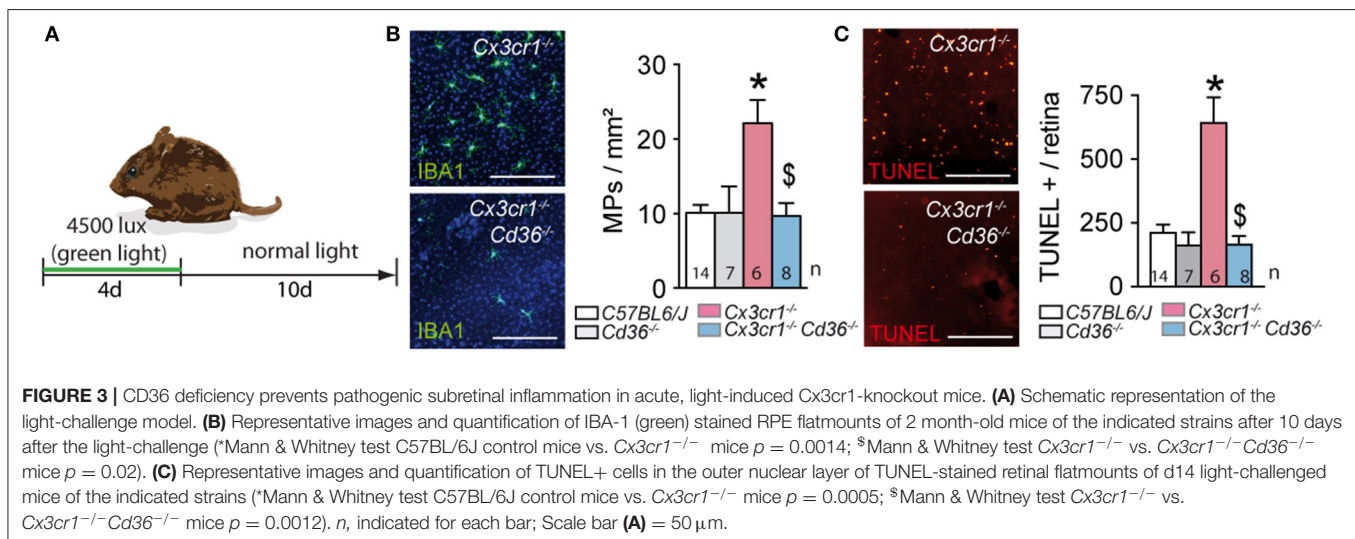 A
4500 lux
(green light)
normal light
4d
10d
B
Cx3cr1-/-
IBA1
Cx3cr1-/-
Cd36-/-
IBA1
MPs / mm²
30
20
10
0
*
$
14 7 6 8 n
C57BL6/J Cx3cr1-/-
Cd36-/- Cx3cr1-/- Cd36-/-
C
TUNEL
Cx3cr1-/-
Cd36-/-
TUNEL
TUNEL + / retina
750
500
250
0
*
$
14 7 6 8 n
C57BL6/J Cx3cr1-/-
Cd36-/- Cx3cr1-/- Cd36-/-
FIGURE 3 | CD36 deficiency prevents pathogenic subretinal inflammation in acute, light-induced Cx3cr1-knockout mice. (A) Schematic representation of the
light-challenge model. (B) Representative images and quantification of IBA-1 (green) stained RPE flatmounts of 2 month-old mice of the indicated strains after 10 days
after the light-challenge (*Mann & Whitney test C57BL/6J control mice vs. Cx3cr1−/− mice p = 0.0014; $Mann & Whitney test Cx3cr1−/− vs. Cx3cr1−/−Cd36−/−
mice p = 0.02). (C) Representative images and quantification of TUNEL+ cells in the outer nuclear layer of TUNEL-stained retinal flatmounts of d14 light-challenged
mice of the indicated strains (*Mann & Whitney test C57BL/6J control mice vs. Cx3cr1−/− mice p = 0.0005; $Mann & Whitney test Cx3cr1−/− vs.
Cx3cr1−/−Cd36−/− mice p = 0.0012). n, indicated for each bar; Scale bar (A) = 50 μm.